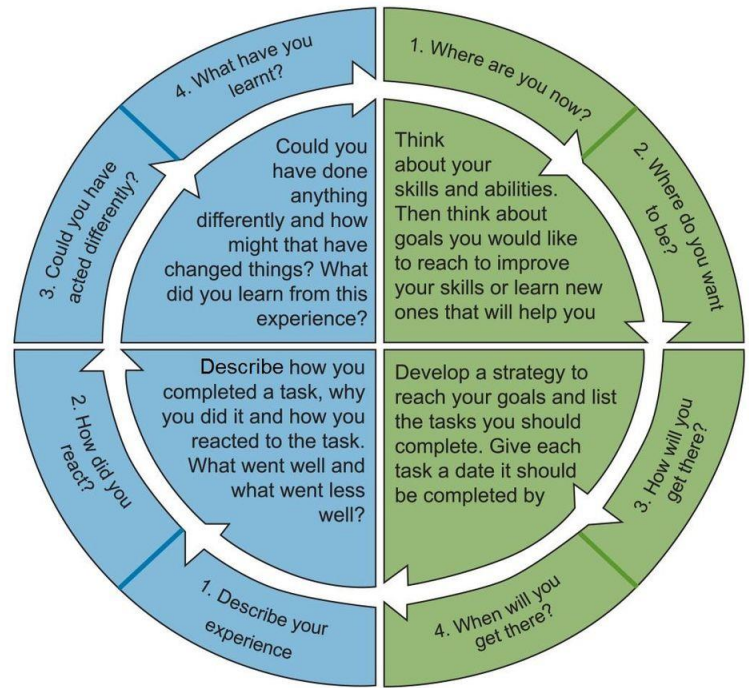 1. Where are you now?
2. Where do you want
to be?
3. How will you
get there?
4. When will you
get there?
1. Describe your
experience
2. How did you
react?
3. Could you have
acted differently?
4. What have you
learnt?
Think
about your
skills and abilities.
Then think about
goals you would like
to reach to improve
your skills or learn new
ones that will help you
Develop a strategy to
reach your goals and list
the tasks you should
complete. Give each
task a date it should
be completed by
Describe how you
completed a task, why
you did it and how you
reacted to the task.
What went well and
what went less
well?
Could you
have done
anything
differently and how
might that have
changed things? What
did you learn from this
experience?